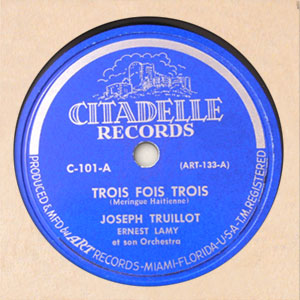 CITADELLE
RECORDS
C-101-A
(ART-133-A)
TROIS FOIS TROIS
(Meringue Haitienne)
JOSEPH TRUILLOT
ERNEST LAMY
et son Orchestra
PRODUCED & MFD by ART RECORDS - MIAMI - FLORIDA - U·S·A - T.M. REGISTERED